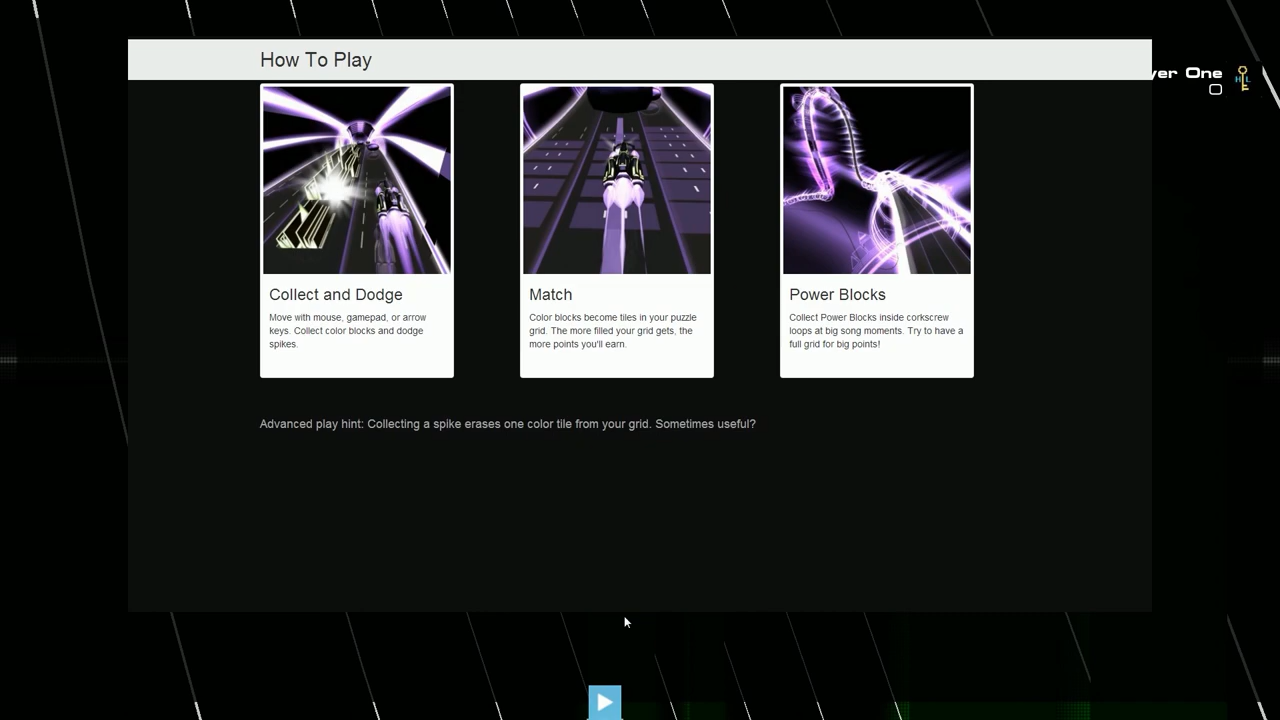 How To Play
ver One
Collect and Dodge
Move with mouse, gamepad, or arrow
keys. Collect color blocks and dodge
spikes.
Match
Color blocks become tiles in your puzzle
grid. The more filled your grid gets, the
more points you'll earn.
Power Blocks
Collect Power Blocks inside corkscrew
loops at big song moments. Try to have a
full grid for big points!
Advanced play hint: Collecting a spike erases one color tile from your grid. Sometimes useful?